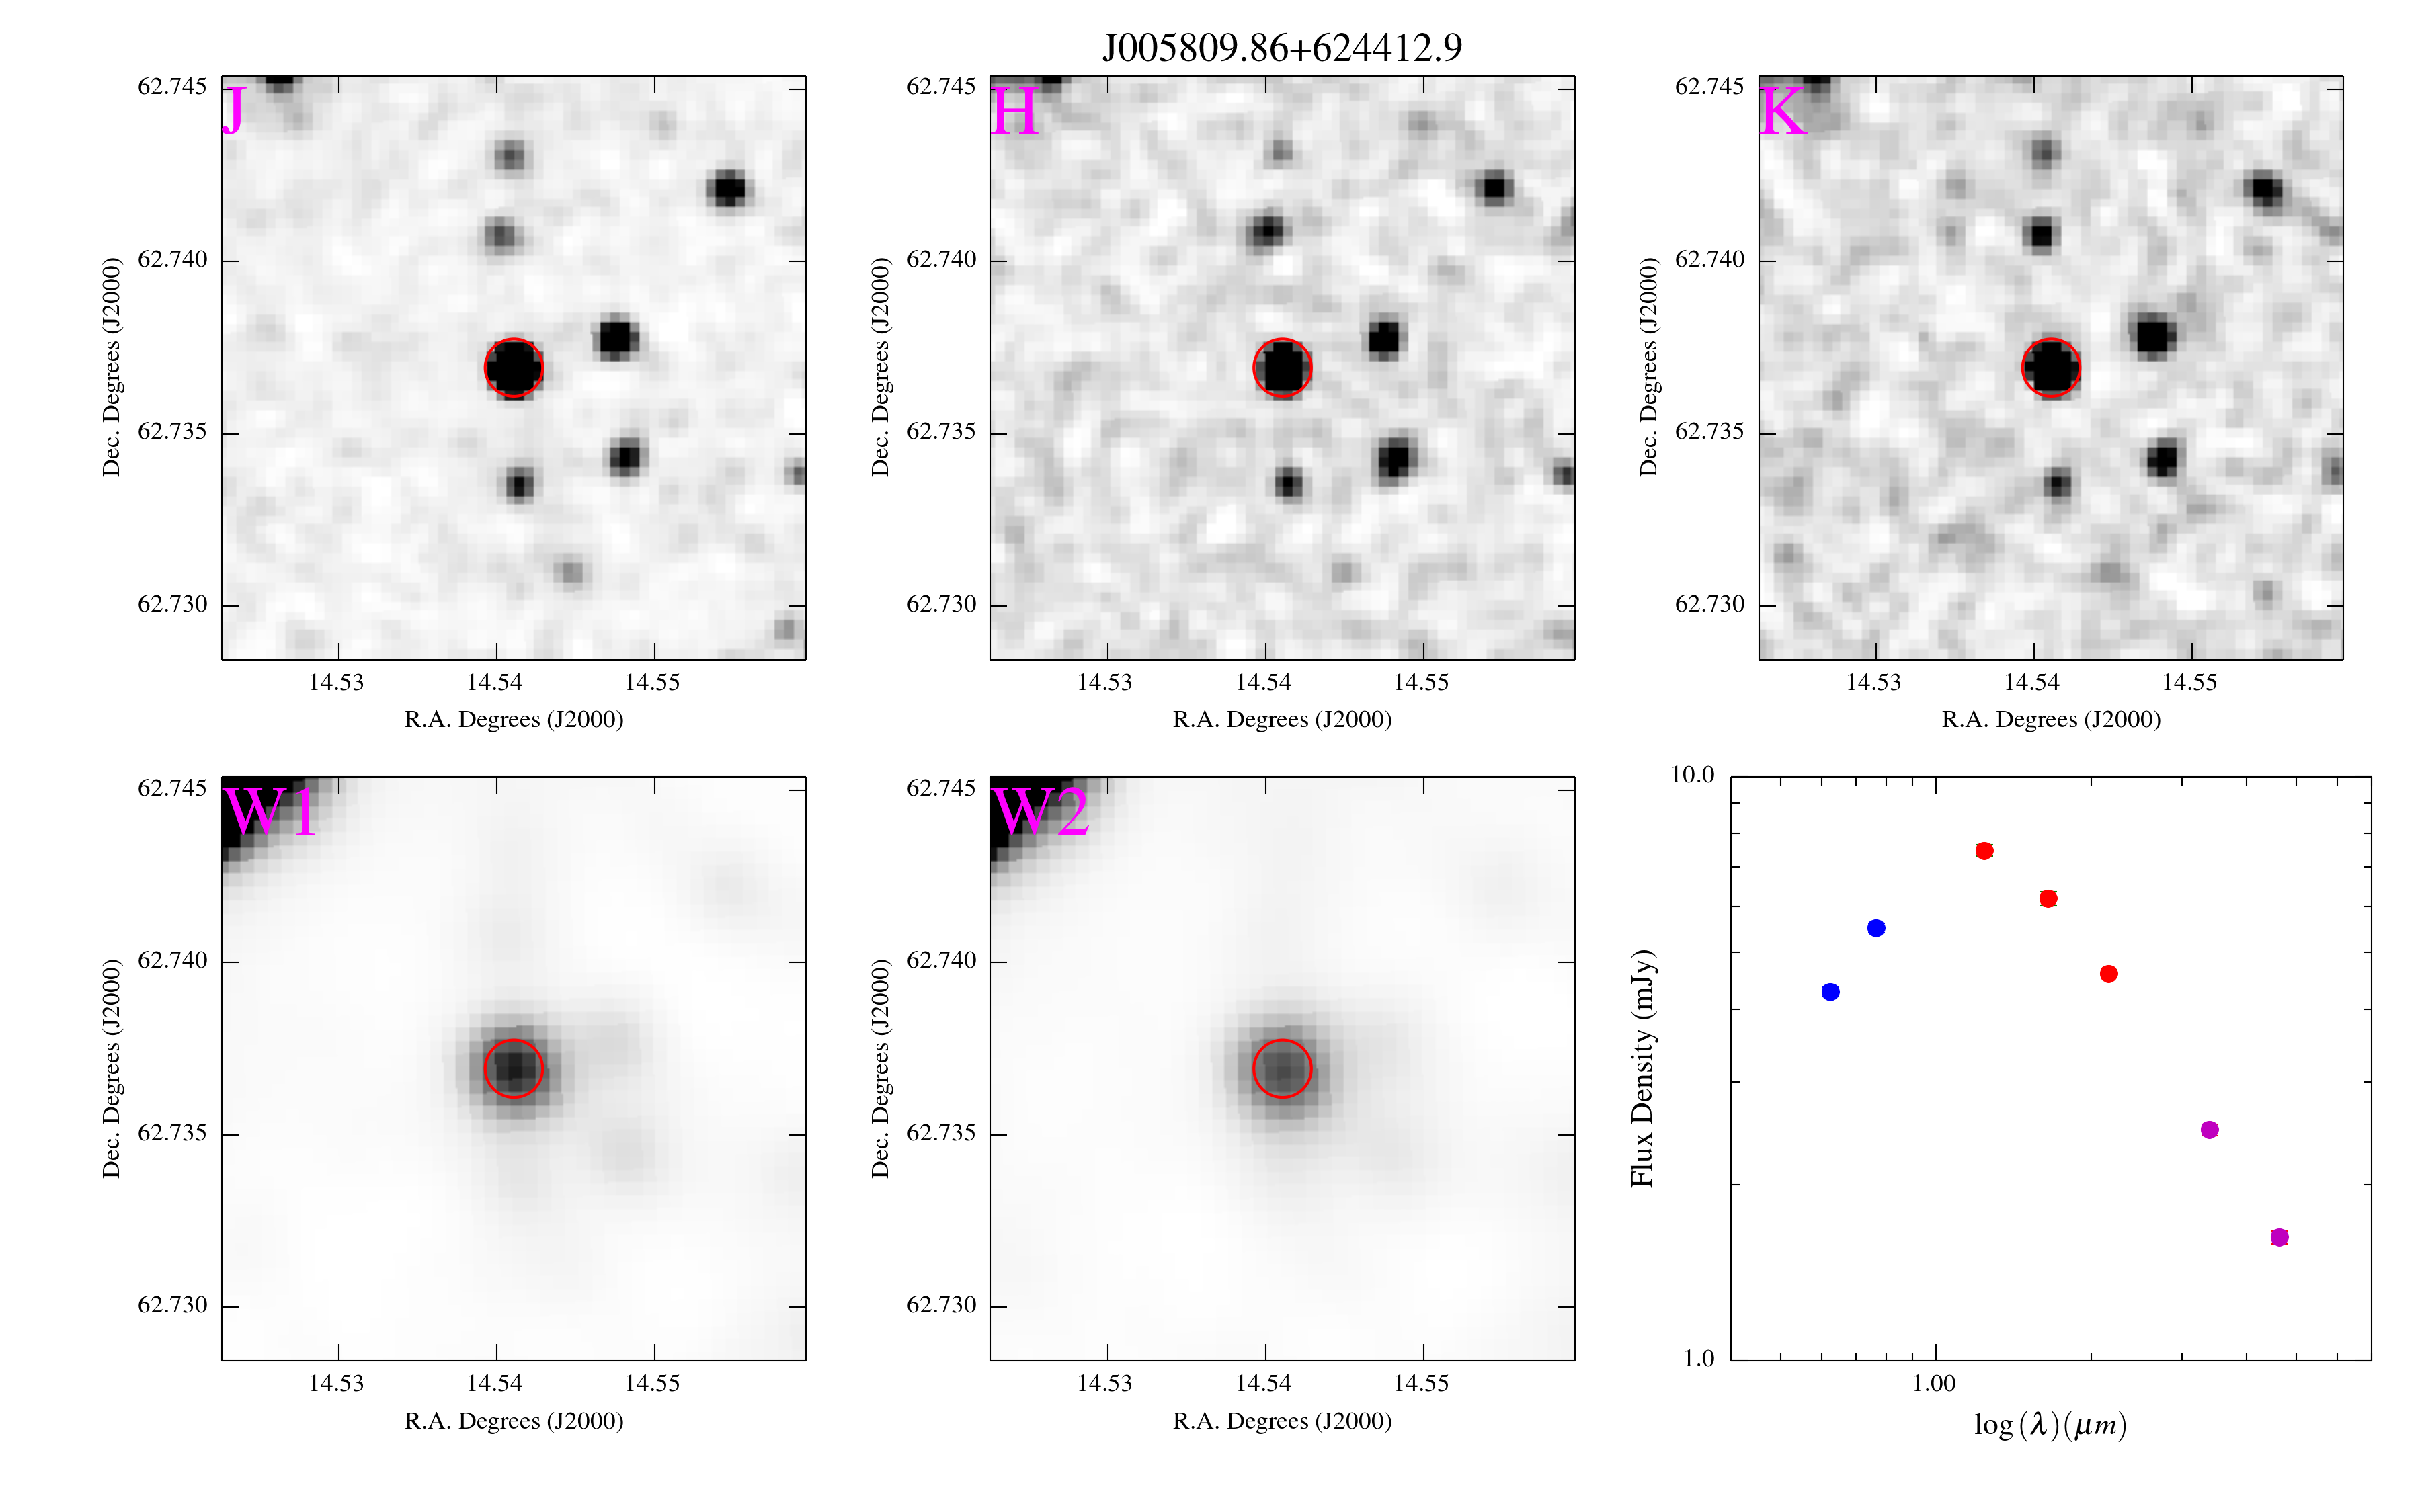 J005809.86+624412.9
J
62.745
62.740
62.735
62.730
Dec. Degrees (J2000)
14.53 14.54 14.55
R.A. Degrees (J2000)
H
62.745
62.740
62.735
62.730
Dec. Degrees (J2000)
14.53 14.54 14.55
R.A. Degrees (J2000)
K
62.745
62.740
62.735
62.730
Dec. Degrees (J2000)
14.53 14.54 14.55
R.A. Degrees (J2000)
W1
62.745
62.740
62.735
62.730
Dec. Degrees (J2000)
14.53 14.54 14.55
R.A. Degrees (J2000)
W2
62.745
62.740
62.735
62.730
Dec. Degrees (J2000)
14.53 14.54 14.55
R.A. Degrees (J2000)
10.0
1.0
Flux Density (mJy)
1.00
log (λ)(μm)